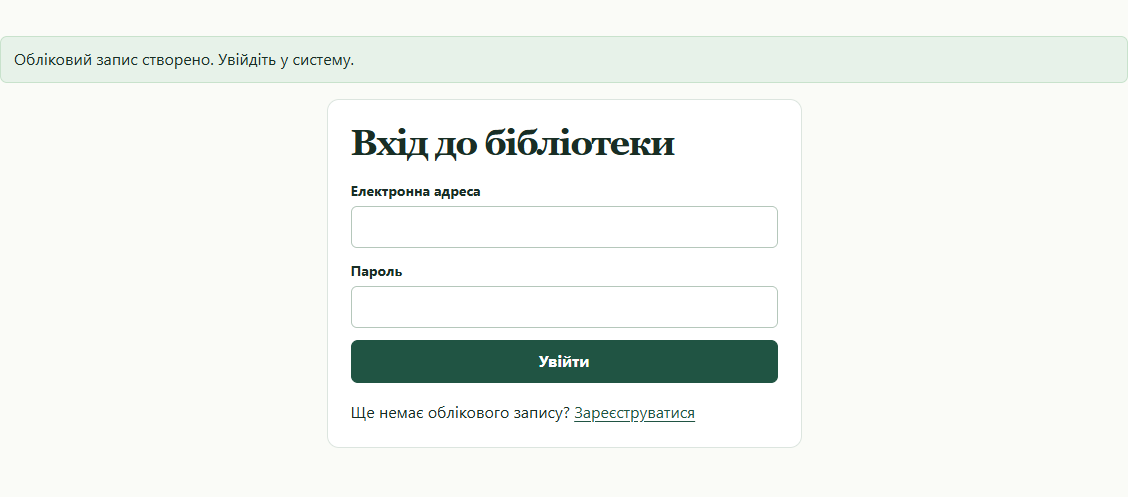 Обліковий запис створено. Увійдіть у систему.
Вхід до бібліотеки
Електронна адреса
Пароль
Увійти
Ще немає облікового запису? Зареєструватися